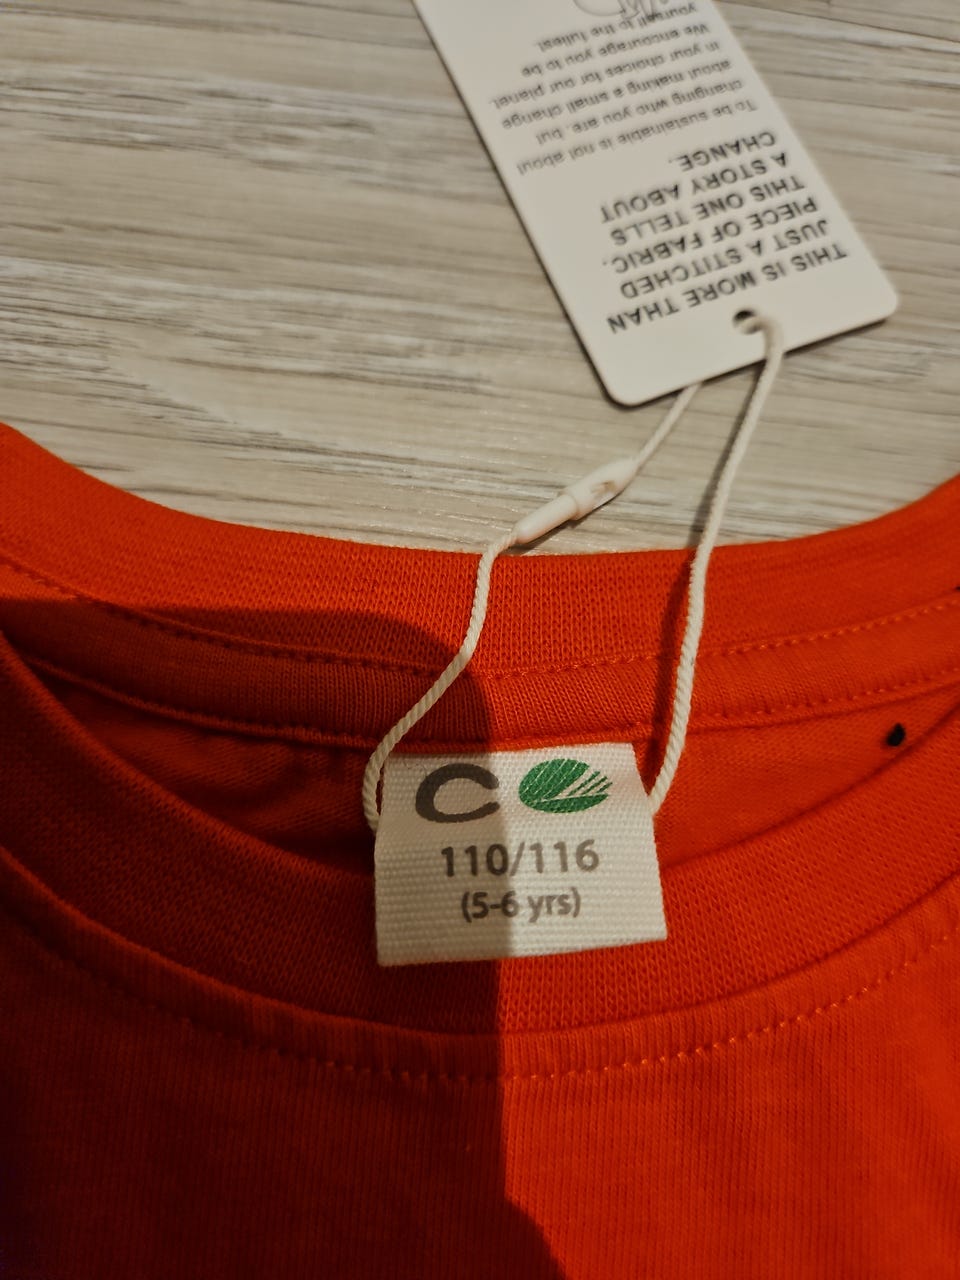 THIS IS MORE THAN
JUST A STITCHED
PIECE OF FABRIC.
THIS ONE TELLS
A STORY ABOUT
CHANGE.
To be sustainable is not about
changing who you are, but
about making a small change
in your choices for our planet.
We encourage you to be
yourself to the fullest.
C
110/116
(5-6 yrs)